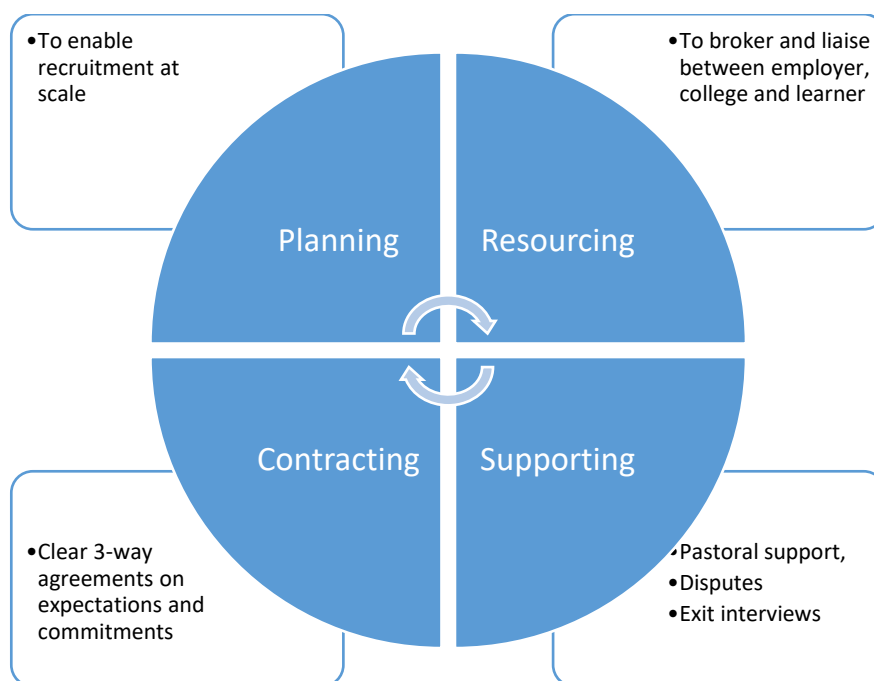 •To enable
recruitment at
scale
•To broker and liaise
between employer,
college and learner
Planning
Resourcing
Contracting
Supporting
•Clear 3-way
agreements on
expectations and
commitments
•Pastoral support,
•Disputes
•Exit interviews